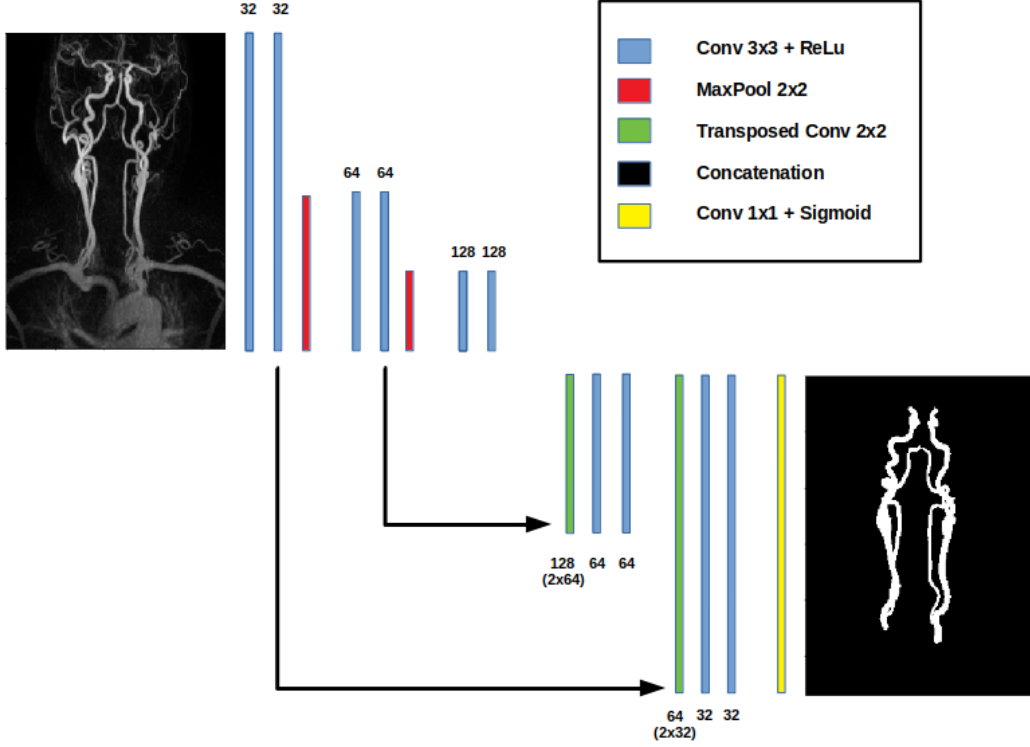 32 32
64 64
128 128
Conv 3x3 + ReLu
MaxPool 2x2
Transposed Conv 2x2
Concatenation
Conv 1x1 + Sigmoid
128 64 64
(2x64)
64 32 32
(2x32)